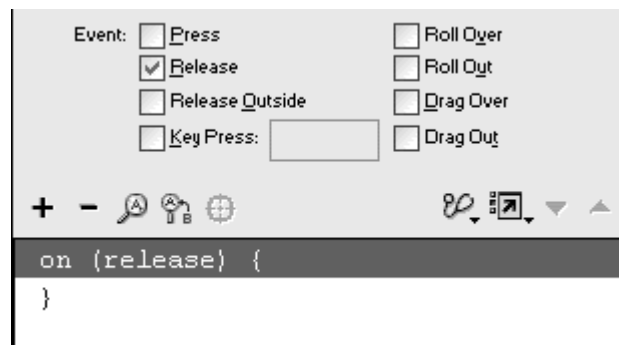 Event: Press
Release
Release Outside
Key Press:
Roll Over
Roll Out
Drag Over
Drag Out
on (release) {
}